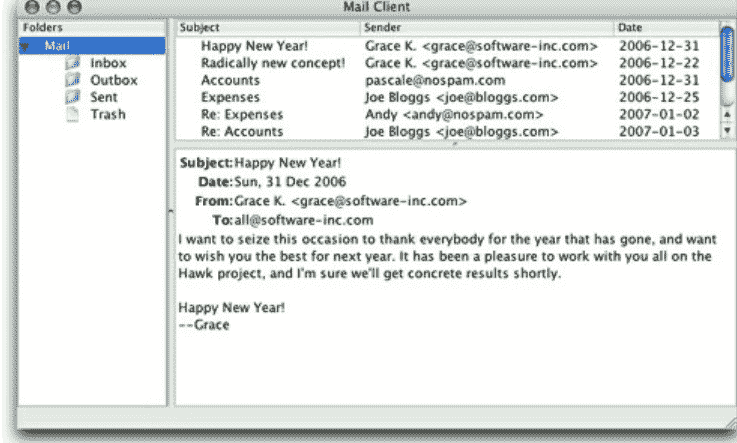 Mail Client
Folders
Mail
Inbox
Outbox
Sent
Trash
Subject Sender Date
Happy New Year! Grace K. <grace@software-inc.com> 2006-12-31
Radically new concept! Grace K. <grace@software-inc.com> 2006-12-22
Accounts pascale@nospam.com 2006-12-31
Expenses Joe Bloggs <joe@bloggs.com> 2006-12-25
Re: Expenses Andy <andy@nospam.com> 2007-01-02
Re: Accounts Joe Bloggs <joe@bloggs.com> 2007-01-03
Subject:Happy New Year!
Date:Sun, 31 Dec 2006
From:Grace K. <grace@software-inc.com>
To:all@software-inc.com
I want to seize this occasion to thank everybody for the year that has gone, and want
to wish you the best for next year. It has been a pleasure to work with you all on the
Hawk project, and I'm sure we'll get concrete results shortly.
Happy New Year!
--Grace